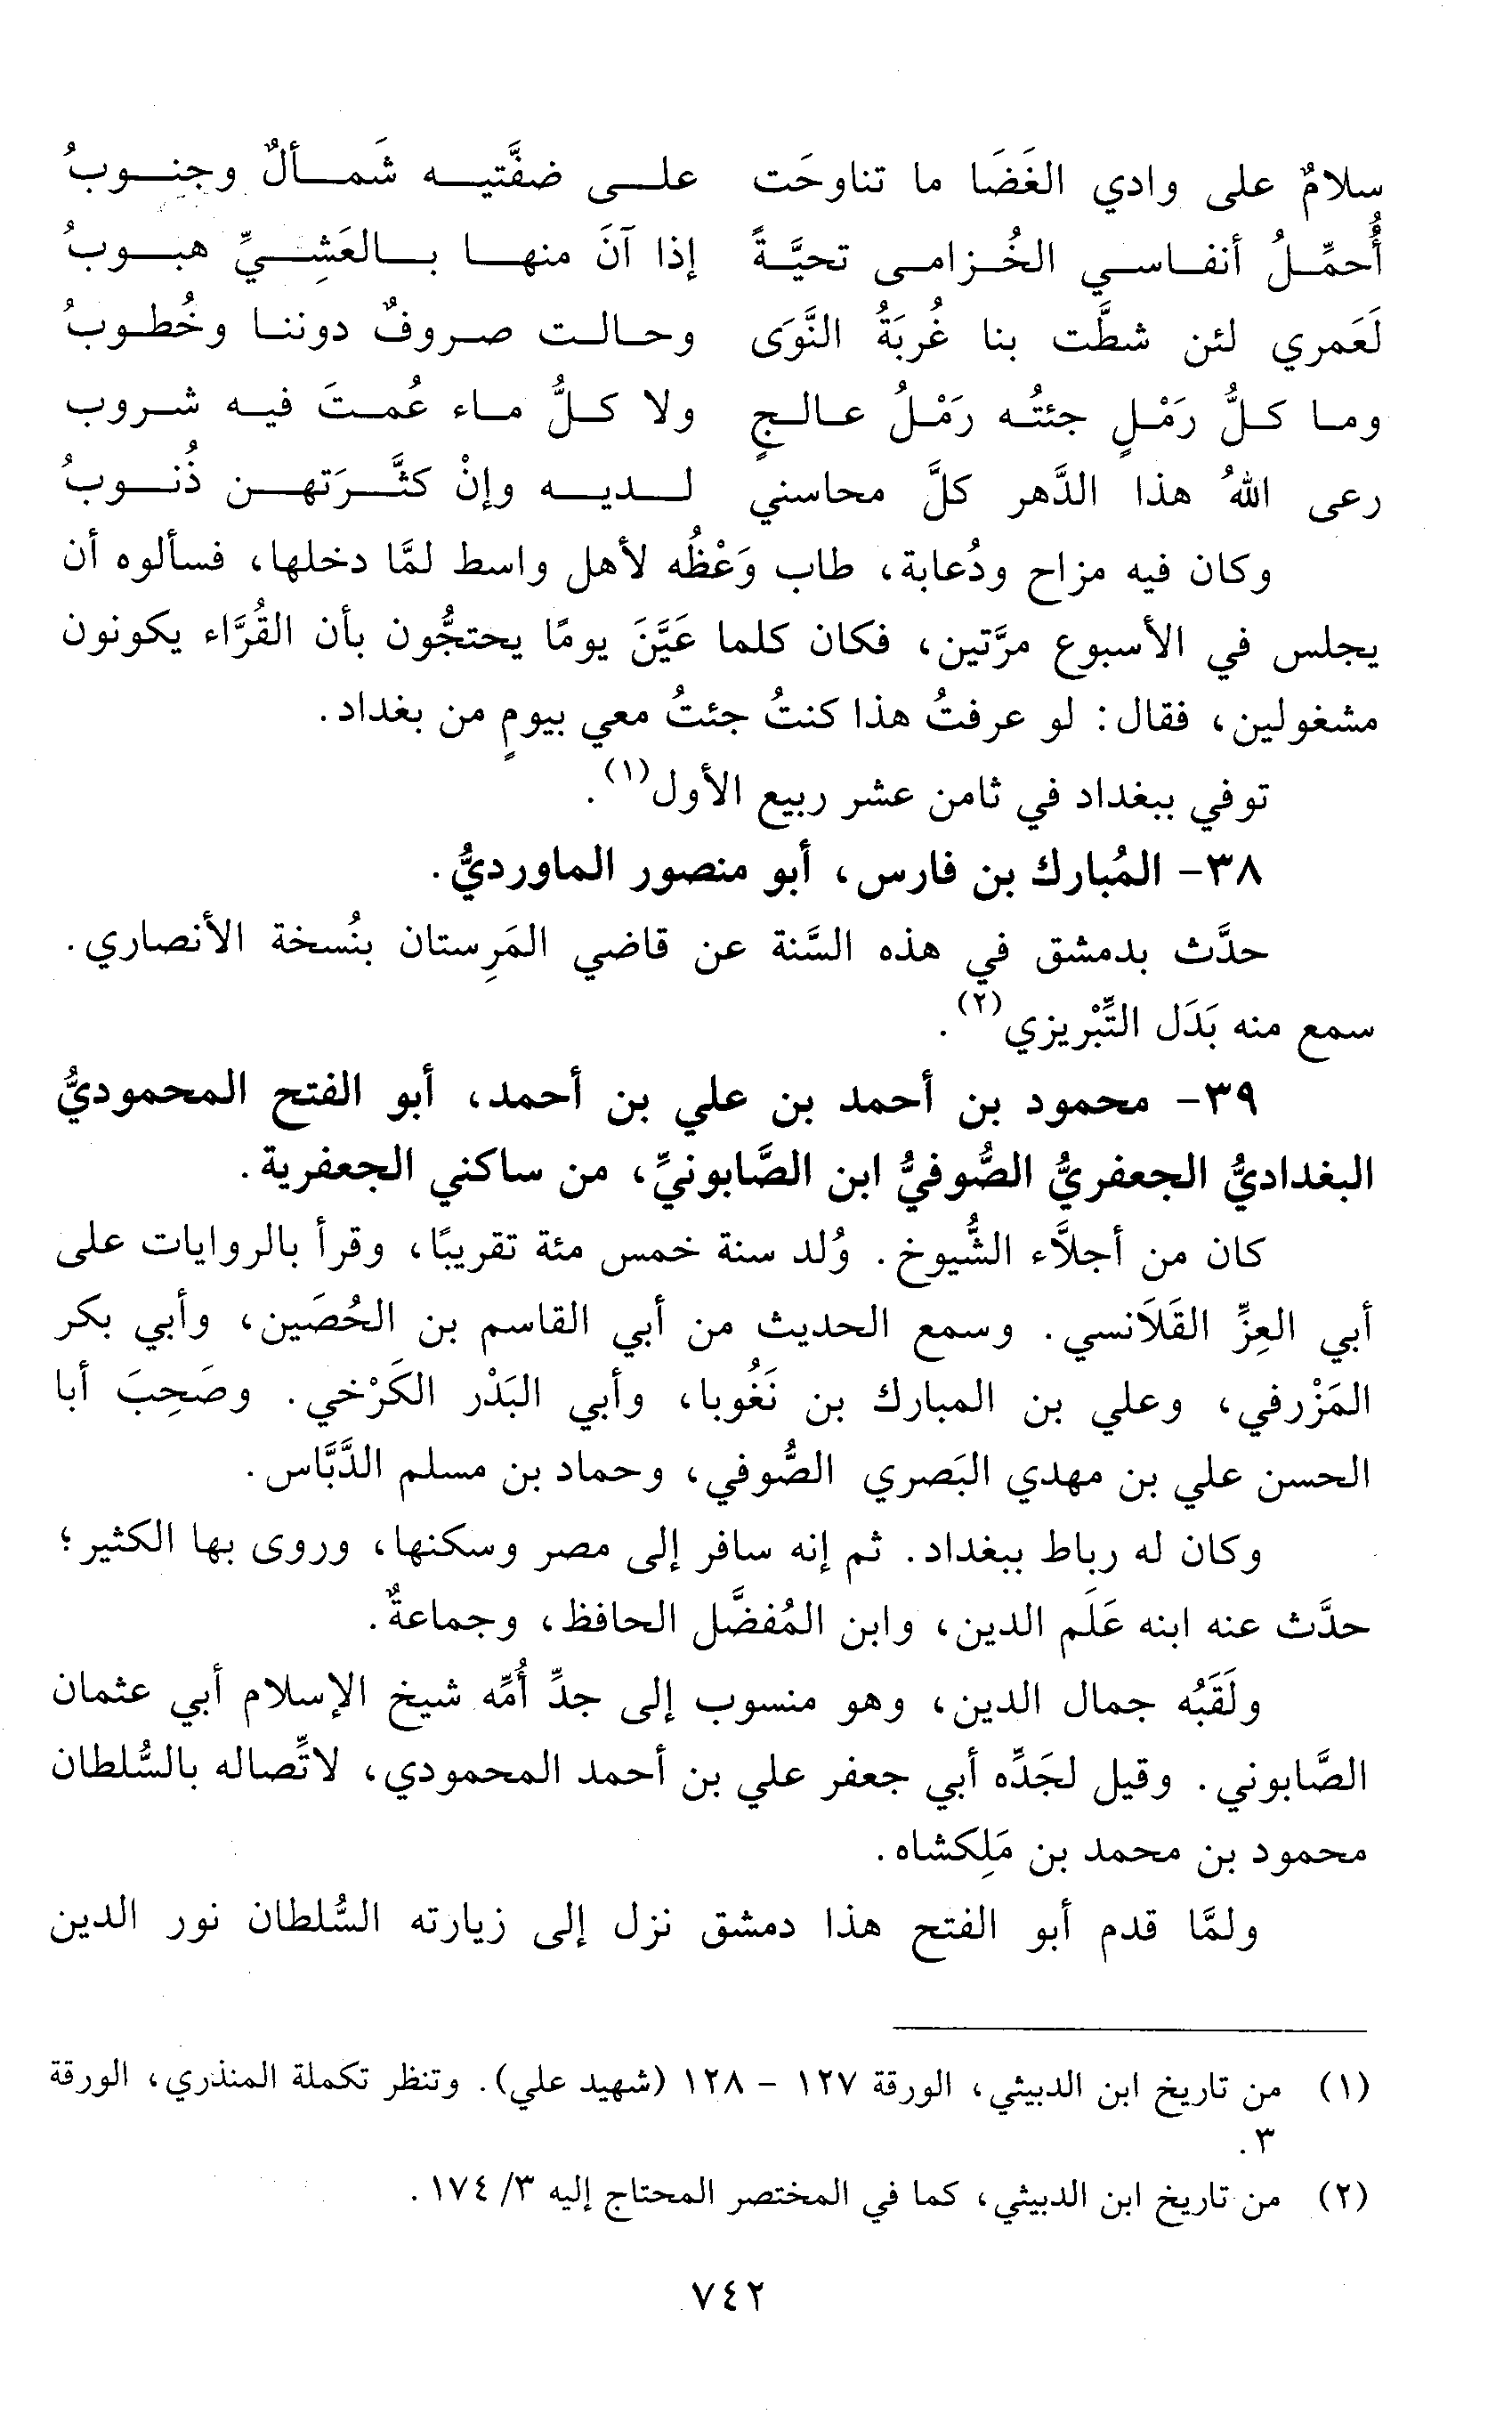 سلامٌ على وادي الغَضَا ما تناوحَت على ضفَّتيه شَمألٌ وجنوبُ
أُحمِّلُ أنفاسي الخُزامى تحيَّةً إذا آنَ منها بالعَشِيِّ هبوبُ
لَعَمري لئن شطَّت بنا غُربَةُ النَّوَى وحالت صروفٌ دوننا وخُطوبُ
وما كلُّ رَمْلٍ جئتُه رَمْلُ عالجٍ ولا كلُّ ماء عُمتَ فيه شروب
رعى اللهُ هذا الدَّهر كلَّ محاسني لديه وإنْ كثَّرَتهن ذُنوبُ
وكان فيه مزاح ودُعابة، طاب وَعْظُه لأهل واسط لمَّا دخلها، فسألوه أن
يجلس في الأسبوع مرَّتين، فكان كلما عَيَّنَ يومًا يحتجُّون بأن القُرَّاء يكونون
مشغولين، فقال: لو عرفتُ هذا كنتُ جئتُ معي بيومٍ من بغداد.
توفي ببغداد في ثامن عشر ربيع الأول(١).
٣٨- المُبارك بن فارس، أبو منصور الماورديُّ.
حدَّث بدمشق في هذه السَّنة عن قاضي المَرِستان بنُسخة الأنصاري.
سمع منه بَدَل التِّبْريزي(٢).
٣٩- محمود بن أحمد بن علي بن أحمد، أبو الفتح المحموديُّ
البغداديُّ الجعفريُّ الصُّوفيُّ ابن الصَّابونيِّ، من ساكني الجعفرية.
كان من أجلاَّء الشُّيوخ. وُلد سنة خمس مئة تقريبًا، وقرأ بالروايات على
أبي العِزِّ القَلاَنسي. وسمع الحديث من أبي القاسم بن الحُصَين، وأبي بكر
المَزْرفي، وعلي بن المبارك بن نَغُوبا، وأبي البَدْر الكَرْخي. وصَحِبَ أبا
الحسن علي بن مهدي البَصري الصُّوفي، وحماد بن مسلم الدَّبَّاس.
وكان له رباط ببغداد. ثم إنه سافر إلى مصر وسكنها، وروى بها الكثير؛
حدَّث عنه ابنه عَلَم الدين، وابن المُفضَّل الحافظ، وجماعةٌ.
ولَقَبُه جمال الدين، وهو منسوب إلى جدِّ أُمِّه شيخ الإسلام أبي عثمان
الصَّابوني. وقيل لجَدِّه أبي جعفر علي بن أحمد المحمودي، لاتِّصاله بالسُّلطان
محمود بن محمد بن مَلِكشاه.
ولمَّا قدم أبو الفتح هذا دمشق نزل إلى زيارته السُّلطان نور الدين
(١) من تاريخ ابن الدبيثي، الورقة ١٢٧ - ١٢٨ (شهيد علي). وتنظر تكملة المنذري، الورقة
٣.
(٢) من تاريخ ابن الدبيثي، كما في المختصر المحتاج إليه ٣/ ١٧٤.
٧٤٢